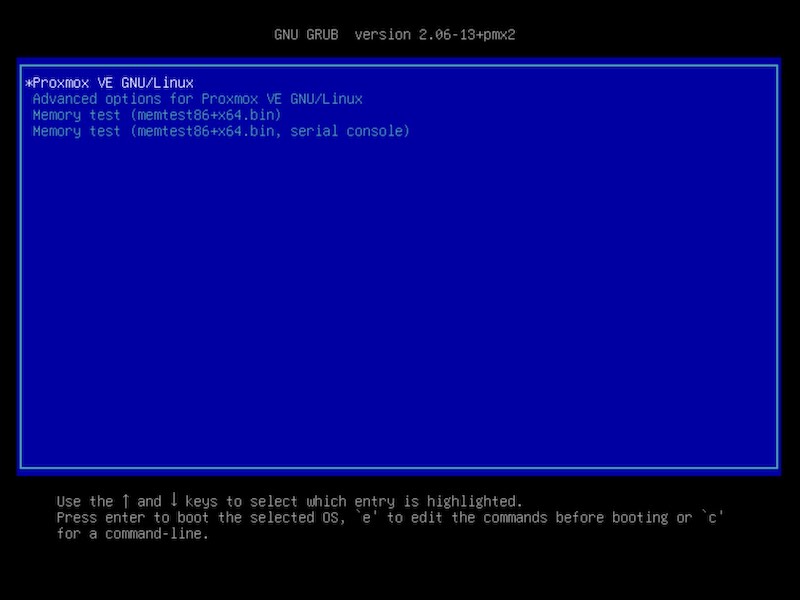 GNU GRUB  version 2.06-13+pmx2
*Proxmox VE GNU/Linux
Advanced options for Proxmox VE GNU/Linux
Memory test (memtest86+x64.bin)
Memory test (memtest86+x64.bin, serial console)
Use the ↑ and ↓ keys to select which entry is highlighted.
Press enter to boot the selected OS, `e' to edit the commands before booting or `c'
for a command-line.